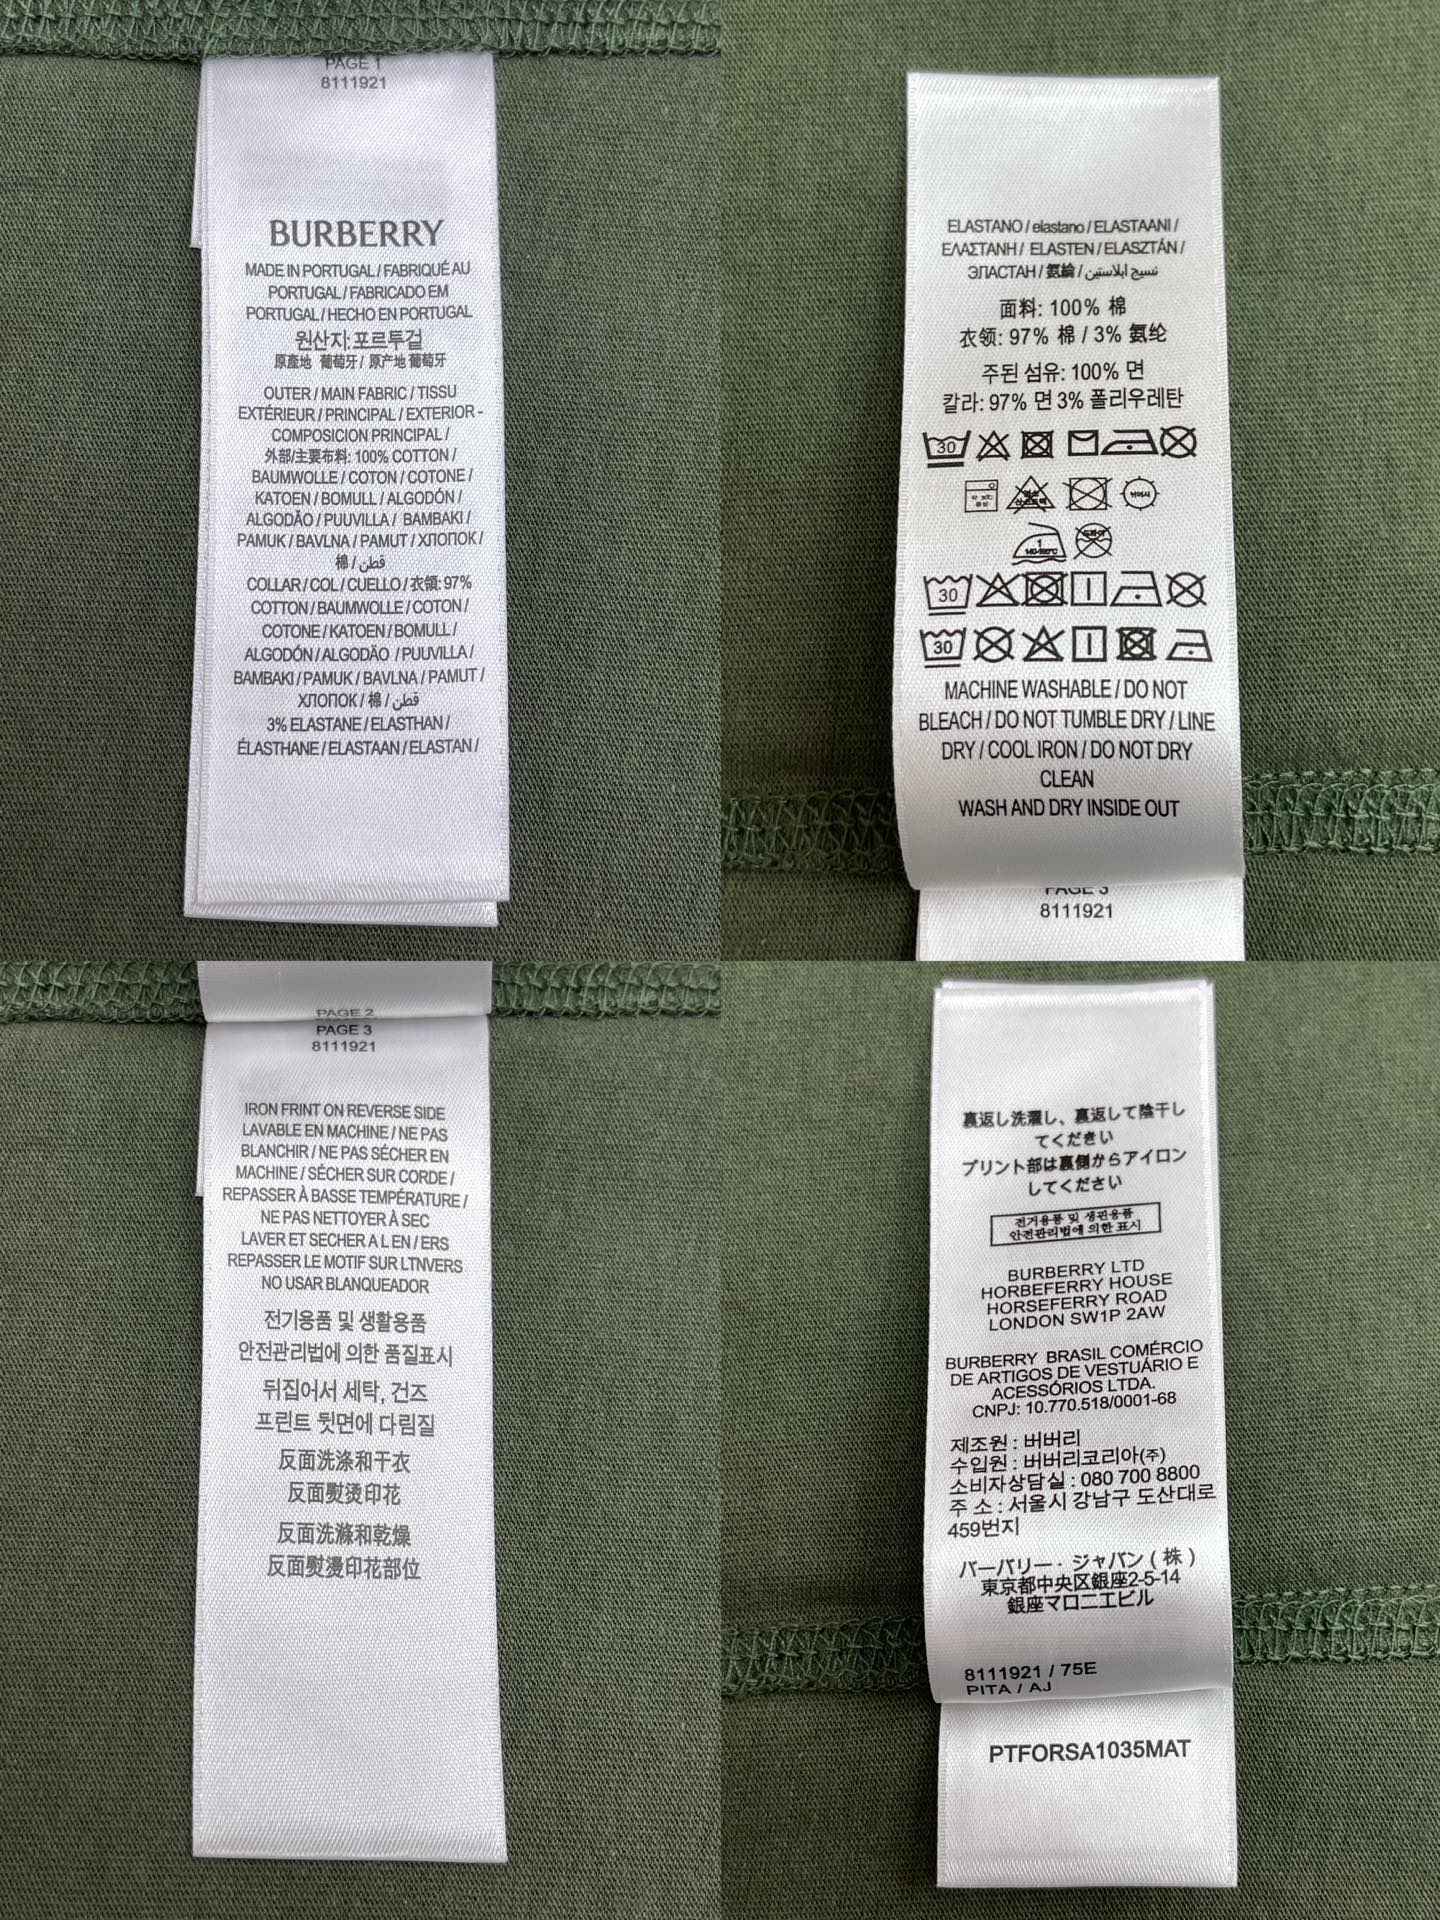 PAGE 1
8111921
BURBERRY
MADE IN PORTUGAL / FABRIQUÉ AU
PORTUGAL / FABRICADO EM
PORTUGAL / HECHO EN PORTUGAL
원산지: 포르투겉
原產地 葡萄牙 / 原产地 葡萄牙
OUTER / MAIN FABRIC / TISSU
EXTÉRIEUR / PRINCIPAL / EXTERIOR -
COMPOSICION PRINCIPAL /
外部/主要布料: 100% COTTON /
BAUMWOLLE / COTON / COTONE /
KATOEN / BOMULL / ALGODÓN /
ALGODÃO / PUUVILLA / BAMBAKI /
PAMUK / BAVLNA / PAMUT / ХЛОПОК /
棉 / قطن
COLLAR / COL / CUELLO / 衣領: 97%
COTTON / BAUMWOLLE / COTON /
COTONE / KATOEN / BOMULL /
ALGODÓN / ALGODÃO / PUUVILLA /
BAMBAKI / PAMUK / BAVLNA / PAMUT /
ХЛОПОК / 棉 / قطن
3% ELASTANE / ELASTHAN /
ÉLASTHANE / ELASTAAN / ELASTAN /
ELASTANO / elastano / ELASTAANI /
ΕΛΑΣΤΑΝΗ / ELASTEN / ELASZTÁN /
ЭЛАСТАН / 氨綸 / نسيج ابلاستين
面料: 100% 棉
衣领: 97% 棉 / 3% 氨纶
주된 섬유: 100% 면
칼라: 97% 면 3% 폴리우레탄
30
30
30
MACHINE WASHABLE / DO NOT
BLEACH / DO NOT TUMBLE DRY / LINE
DRY / COOL IRON / DO NOT DRY
CLEAN
WASH AND DRY INSIDE OUT
PAGE 3
8111921
PAGE 2
PAGE 3
8111921
IRON FRINT ON REVERSE SIDE
LAVABLE EN MACHINE / NE PAS
BLANCHIR / NE PAS SÉCHER EN
MACHINE / SÉCHER SUR CORDE /
REPASSER À BASSE TEMPÉRATURE /
NE PAS NETTOYER À SEC
LAVER ET SECHER A L EN / ERS
REPASSER LE MOTIF SUR LTNVERS
NO USAR BLANQUEADOR
전기용품 및 생활용품
안전관리법에 의한 품질표시
뒤집어서 세탁, 건즈
프린트 뒷면에 다림질
反面洗涤和干衣
反面熨烫印花
反面洗滌和乾燥
反面熨燙印花部位
裏返し洗濯し、裏返して陰干し
てください
プリント部は裏側からアイロン
してください
전거용품 및 생핀용품
안전관리법에 의한 표시
BURBERRY LTD
HORBEFERRY HOUSE
HORSEFERRY ROAD
LONDON SW1P 2AW
BURBERRY BRASIL COMÉRCIO
DE ARTIGOS DE VESTUÁRIO E
ACESSÓRIOS LTDA.
CNPJ: 10.770.518/0001-68
제조원 : 버버리
수입원 : 버버리코리아(주)
소비자상담실 : 080 700 8800
주 소 : 서울시 강남구 도산대로
459번지
バーバリー・ジャパン ( 株 )
東京都中央区銀座2-5-14
銀座マロニエビル
8111921 / 75E
PITA / AJ
PTFORSA1035MAT